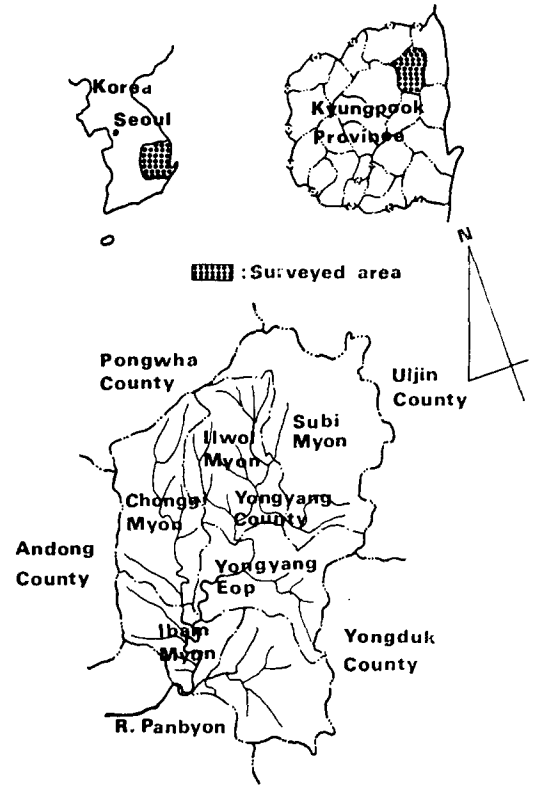 Korea
Seoul
Kyungpook
Province
N
:Surveyed area
Pongwha
County
Uljin
County
Subi
Myon
Ilwol
Myon
Chonggi
Myon
Yongyang
County
Andong
County
Yongyang
Eop
Ibam
Myon
Yongduk
County
R. Panbyon